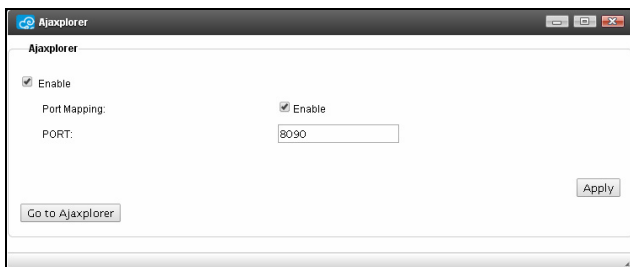 Ajaxplorer
Ajaxplorer
Enable
Port Mapping: Enable
PORT: 8090
Apply
Go to Ajaxplorer